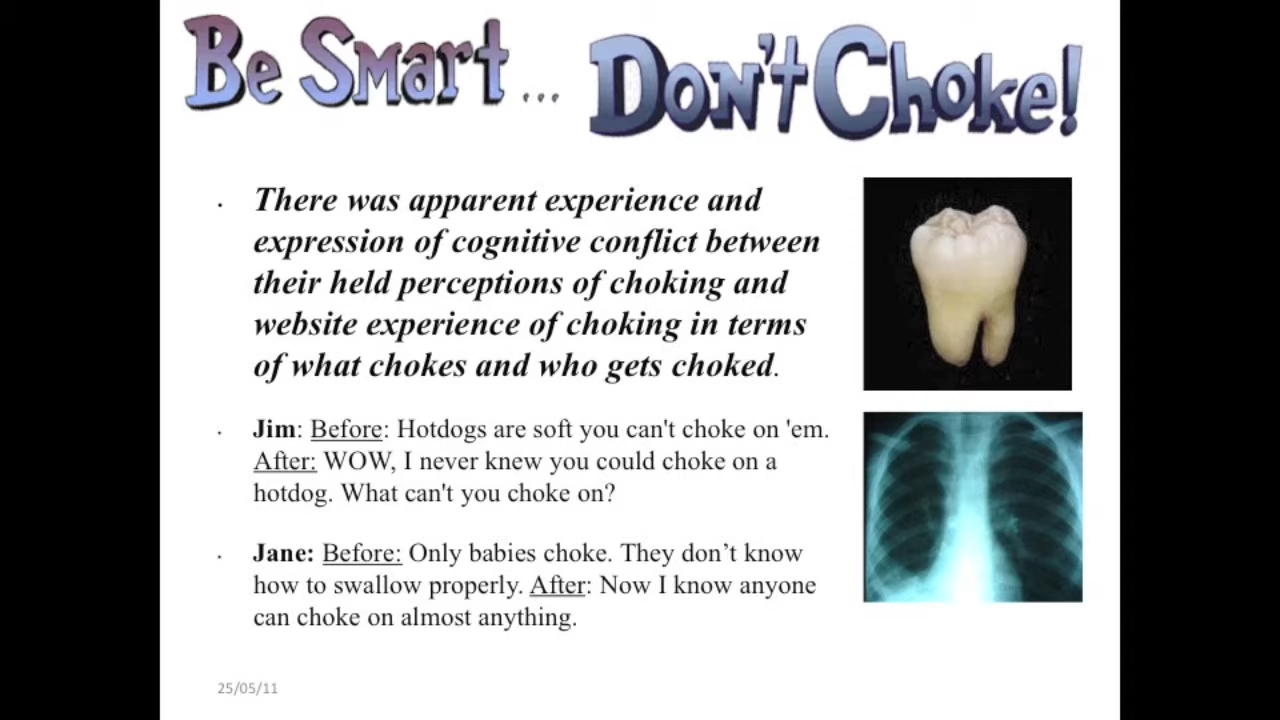 Be Smart ... Don't Choke!
• There was apparent experience and
expression of cognitive conflict between
their held perceptions of choking and
website experience of choking in terms
of what chokes and who gets choked.
• Jim: Before: Hotdogs are soft you can't choke on 'em.
After: WOW, I never knew you could choke on a
hotdog. What can't you choke on?
• Jane: Before: Only babies choke. They don’t know
how to swallow properly. After: Now I know anyone
can choke on almost anything.
25/05/11